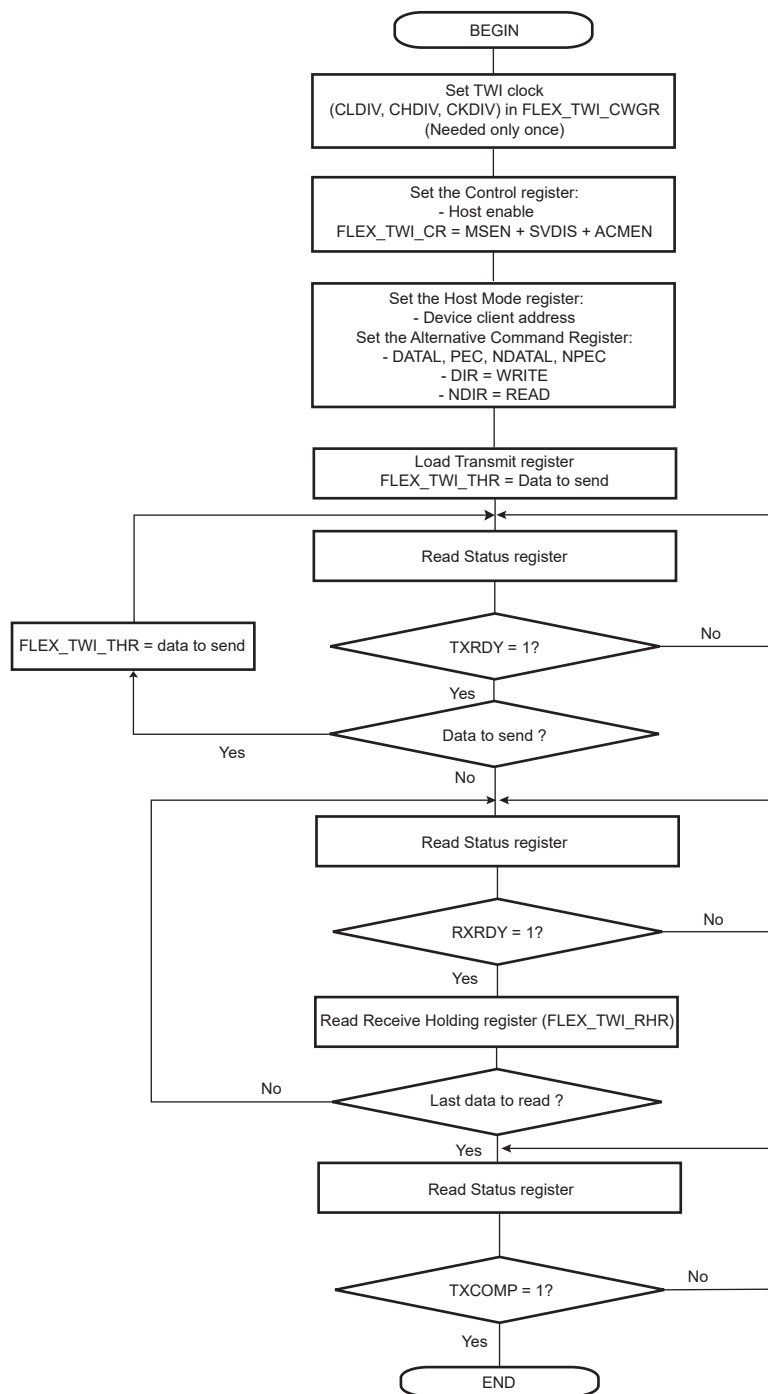 BEGIN
Set TWI clock
(CLDIV, CHDIV, CKDIV) in FLEX_TWI_CWGR
(Needed only once)
Set the Control register:
- Host enable
FLEX_TWI_CR = MSEN + SVDIS + ACMEN
Set the Host Mode register:
- Device client address
Set the Alternative Command Register:
- DATAL, PEC, NDATAL, NPEC
- DIR = WRITE
- NDIR = READ
Load Transmit register
FLEX_TWI_THR = Data to send
Read Status register
FLEX_TWI_THR = data to send
TXRDY = 1?
No
Yes
Data to send ?
Yes
No
Read Status register
RXRDY = 1?
No
Yes
Read Receive Holding register (FLEX_TWI_RHR)
No
Last data to read ?
Yes
Read Status register
TXCOMP = 1?
No
Yes
END